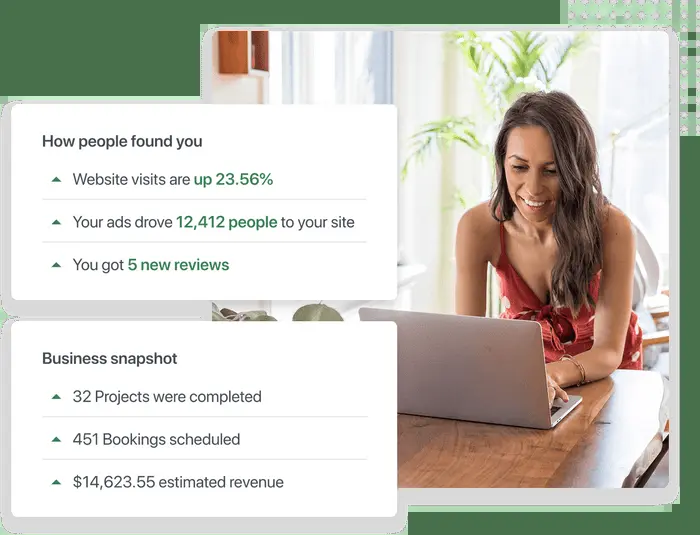 How people found you
Website visits are up 23.56%
Your ads drove 12,412 people to your site
You got 5 new reviews
Business snapshot
32 Projects were completed
451 Bookings scheduled
$14,623.55 estimated revenue